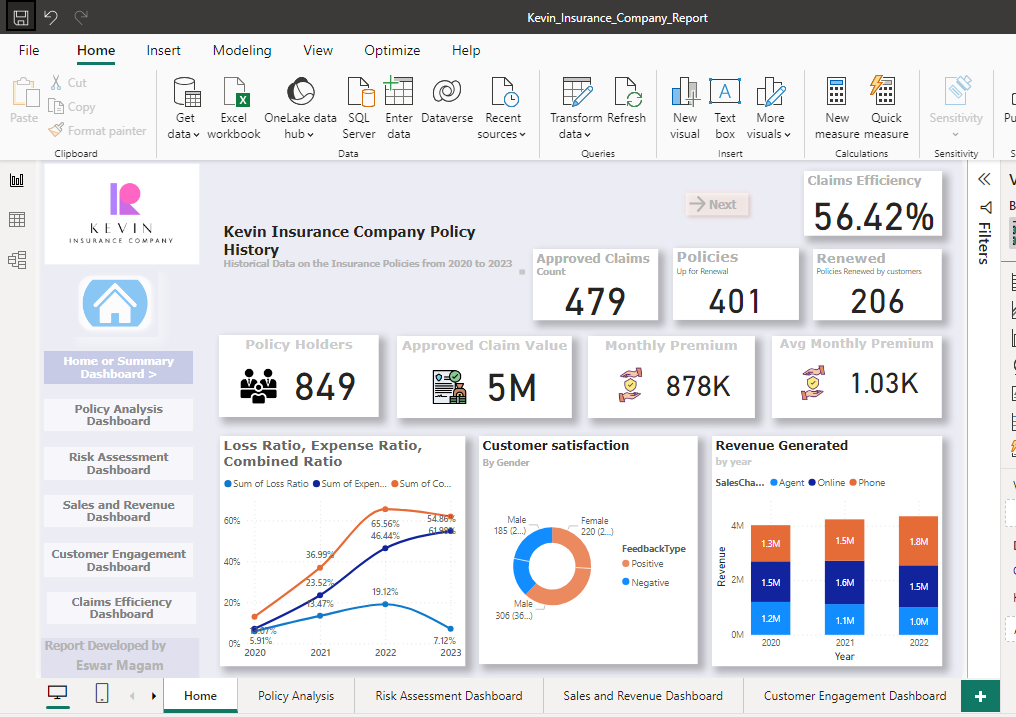 Kevin_Insurance_Company_Report
File Home Insert Modeling View Optimize Help
Paste
Cut
Copy
Format painter
Clipboard
Get data
Excel workbook
OneLake data hub
SQL Server
Enter data
Dataverse
Recent sources
Data
Transform data
Refresh
Queries
New visual
Text box
More visuals
Insert
New measure
Quick measure
Calculations
Sensitivity
Sensitivity
KEVIN
INSURANCE COMPANY
Home or Summary
Dashboard >
Policy Analysis
Dashboard
Risk Assessment
Dashboard
Sales and Revenue
Dashboard
Customer Engagement
Dashboard
Claims Efficiency
Dashboard
Report Developed by
Eswar Magam
Kevin Insurance Company Policy
History
Historical Data on the Insurance Policies from 2020 to 2023
Next
Claims Efficiency
56.42%
Approved Claims
Count
479
Policies
Up for Renewal
401
Renewed
Policies Renewed by customers
206
Policy Holders
849
Approved Claim Value
5M
Monthly Premium
878K
Avg Monthly Premium
1.03K
Loss Ratio, Expense Ratio,
Combined Ratio
Sum of Loss Ratio Sum of Expen... Sum of Co...
60%
40%
20%
0%
65.56%
54.86%
46.44%
36.99%
23.52%
13.47%
19.12%
5.91%
7.12%
2020 2021 2022 2023
Customer satisfaction
By Gender
Male
185 (2...)
Female
220 (2...)
Male
306 (36...)
FeedbackType
Positive
Negative
Revenue Generated
by year
SalesCha... Agent Online Phone
Revenue
4M
2M
0M
1.3M 1.5M 1.8M
1.5M 1.6M 1.5M
1.2M 1.1M 1.0M
2020 2021 2022
Year
Filters
Home Policy Analysis Risk Assessment Dashboard Sales and Revenue Dashboard Customer Engagement Dashboard